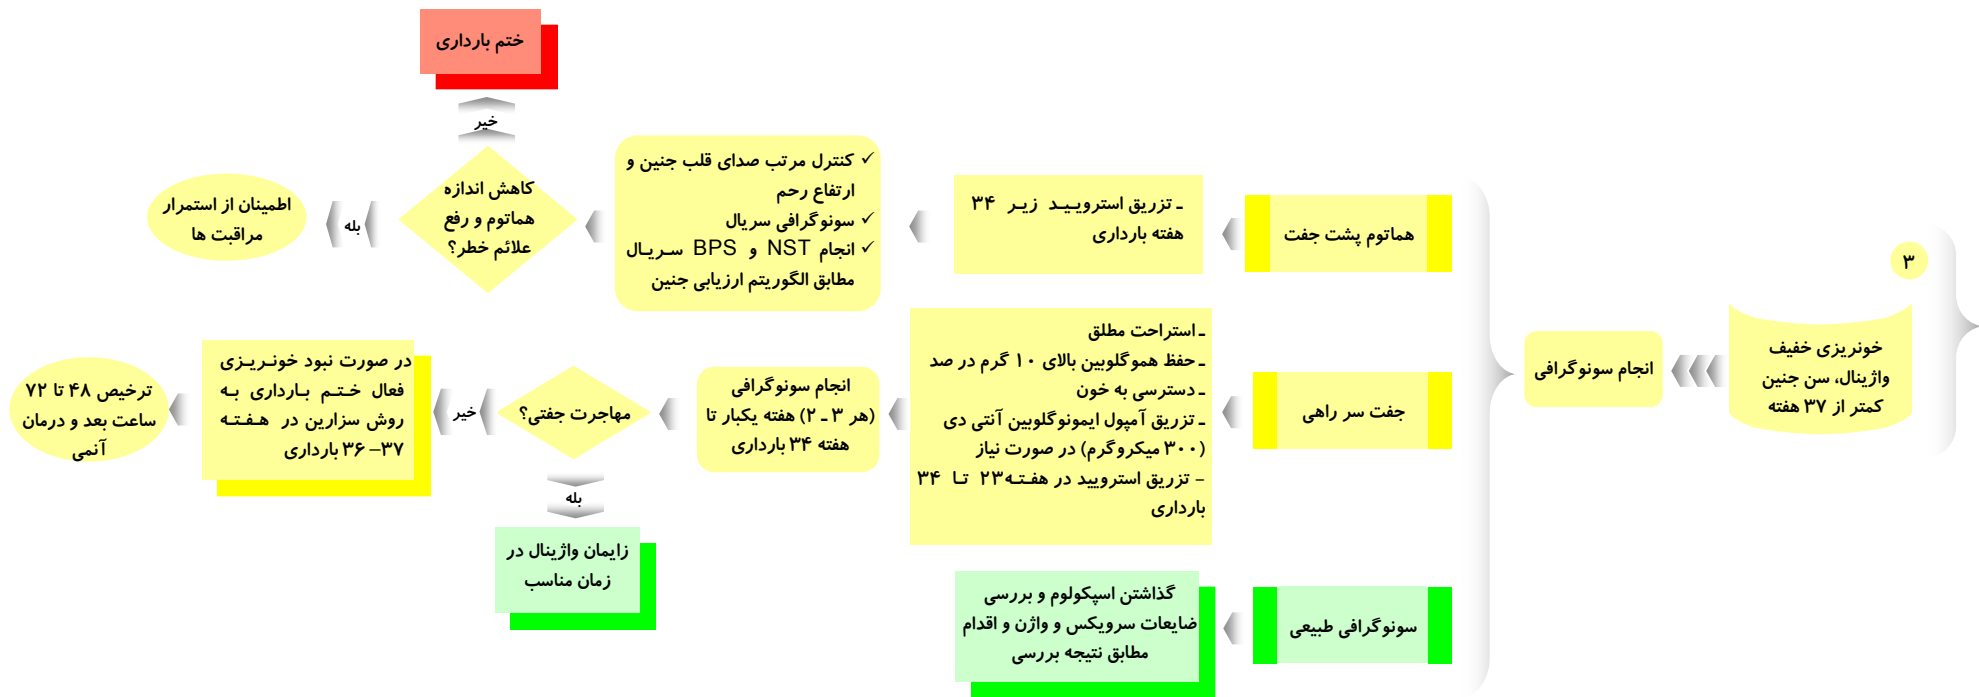 ۳
خونریزی خفیف
واژینال، سن جنین
کمتر از ۳۷ هفته
انجام سونوگرافی
هماتوم پشت جفت
ـ تزریق استرویید زیر ۳۴
هفته بارداری
✓ کنترل مرتب صدای قلب جنین و
ارتفاع رحم
✓ سونوگرافی سریال
✓ انجام NST و BPS سریال
مطابق الگوریتم ارزیابی جنین
کاهش اندازه
هماتوم و رفع
علائم خطر؟
خیر
ختم بارداری
بله
اطمینان از استمرار
مراقبت ها
جفت سر راهی
ـ استراحت مطلق
ـ حفظ هموگلوبین بالای ۱۰ گرم در صد
ـ دسترسی به خون
ـ تزریق آمپول ایمونوگلوبین آنتی دی
(۳۰۰ میکروگرم) در صورت نیاز
– تزریق استرویید در هفته۲۳ تا ۳۴
بارداری
انجام سونوگرافی
(هر ۳ ـ ۲) هفته یکبار تا
هفته ۳۴ بارداری
مهاجرت جفتی؟
خیر
در صورت نبود خونریزی
فعال ختم بارداری به
روش سزارین در هفته
۳۷– ۳۶ بارداری
ترخیص ۴۸ تا ۷۲
ساعت بعد و درمان
آنمی
بله
زایمان واژینال در
زمان مناسب
سونوگرافی طبیعی
گذاشتن اسپکولوم و بررسی
ضایعات سرویکس و واژن و اقدام
مطابق نتیجه بررسی